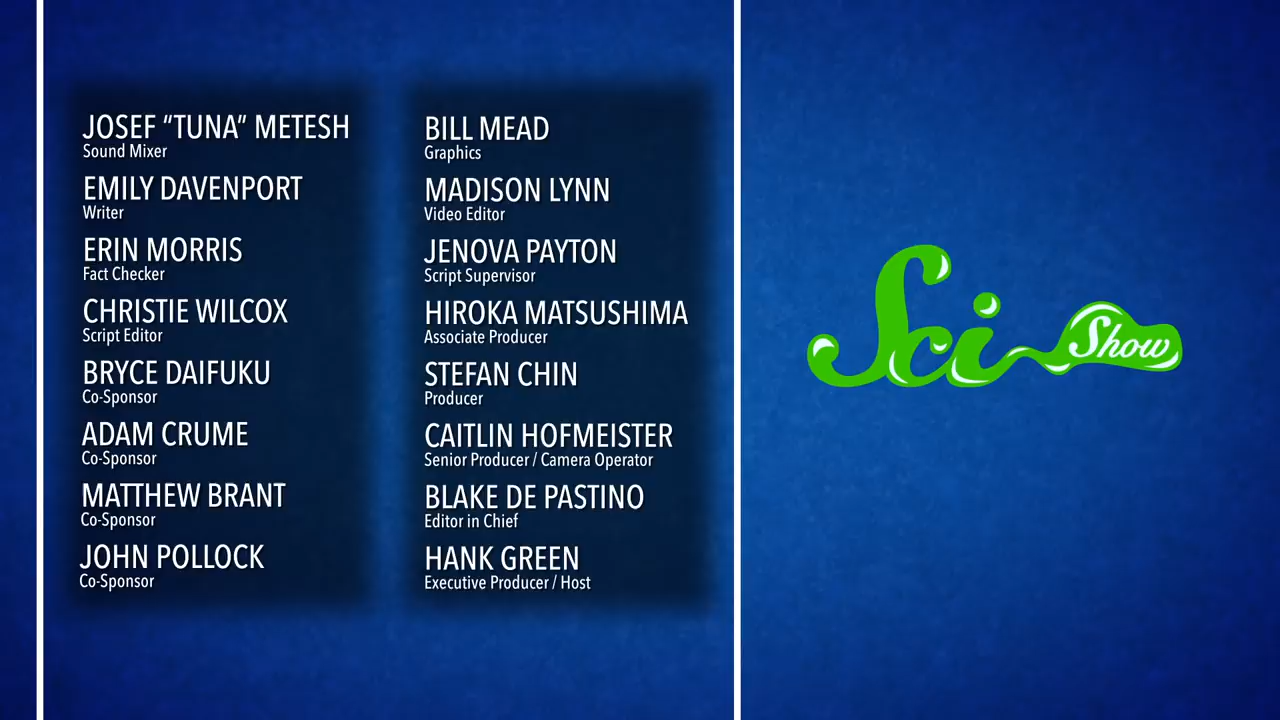 JOSEF “TUNA” METESH
Sound Mixer
EMILY DAVENPORT
Writer
ERIN MORRIS
Fact Checker
CHRISTIE WILCOX
Script Editor
BRYCE DAIFUKU
Co-Sponsor
ADAM CRUME
Co-Sponsor
MATTHEW BRANT
Co-Sponsor
JOHN POLLOCK
Co-Sponsor
BILL MEAD
Graphics
MADISON LYNN
Video Editor
JENOVA PAYTON
Script Supervisor
HIROKA MATSUSHIMA
Associate Producer
STEFAN CHIN
Producer
CAITLIN HOFMEISTER
Senior Producer / Camera Operator
BLAKE DE PASTINO
Editor in Chief
HANK GREEN
Executive Producer / Host
Sci Show